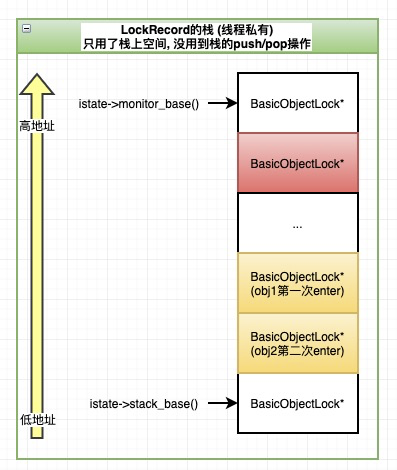 LockRecord的栈 (线程私有)
只用了栈上空间, 没用到栈的push/pop操作
高地址
istate->monitor_base()
BasicObjectLock*
BasicObjectLock*
...
BasicObjectLock*
(obj1第一次enter)
BasicObjectLock*
(obj2第二次enter)
istate->stack_base()
BasicObjectLock*
低地址